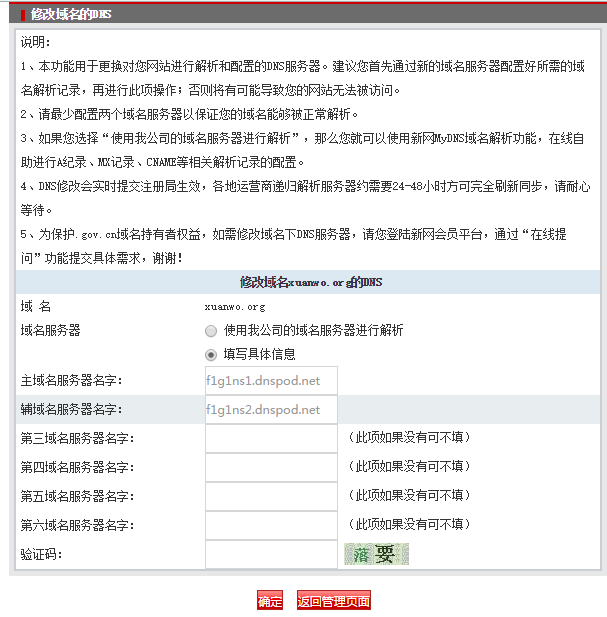 修改域名的DNS
说明：
1、本功能用于更换对您网站进行解析和配置的DNS服务器。建议您首先通过新的域名服务器配置好所需的域
名解析记录，再进行此项操作；否则将有可能导致您的网站无法被访问。
2、请最少配置两个域名服务器以保证您的域名能够被正常解析。
3、如果您选择“使用我公司的域名服务器进行解析”，那么您就可以使用新网MyDNS域名解析功能，在线自
助进行A纪录、MX记录、CNAME等相关解析记录的配置。
4、DNS修改会实时提交注册局生效，各地运营商递归解析服务器约需要24-48小时方可完全刷新同步，请耐心
等待。
5、为保护.gov.cn域名持有者权益，如需修改域名下DNS服务器，请您登陆新网会员平台，通过“在线提
问”功能提交具体需求，谢谢！
修改域名xuanwo.org的DNS
域 名 xuanwo.org
域名服务器 使用我公司的域名服务器进行解析
填写具体信息
主域名服务器名字： f1g1ns1.dnspod.net
辅域名服务器名字： f1g1ns2.dnspod.net
第三域名服务器名字： （此项如果没有可不填）
第四域名服务器名字： （此项如果没有可不填）
第五域名服务器名字： （此项如果没有可不填）
第六域名服务器名字： （此项如果没有可不填）
验证码： 落要
确定 返回管理页面